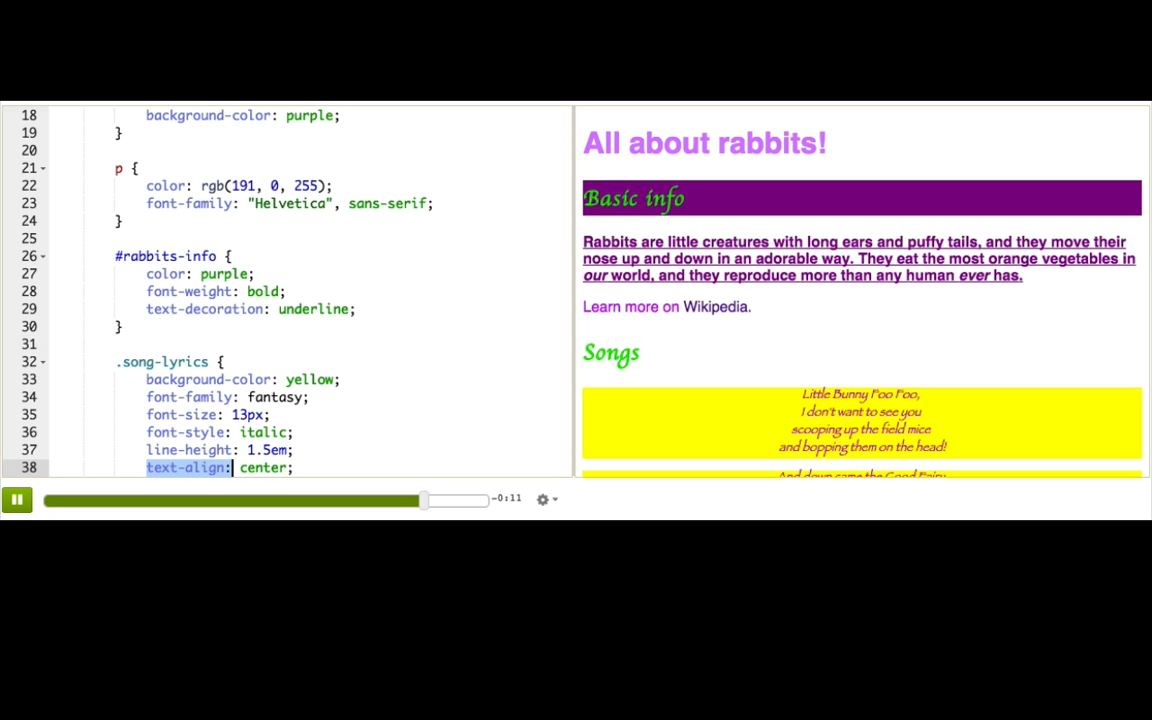 18 background-color: purple;
19 }
20
21 p {
22 color: rgb(191, 0, 255);
23 font-family: "Helvetica", sans-serif;
24 }
25
26 #rabbits-info {
27 color: purple;
28 font-weight: bold;
29 text-decoration: underline;
30 }
31
32 .song-lyrics {
33 background-color: yellow;
34 font-family: fantasy;
35 font-size: 13px;
36 font-style: italic;
37 line-height: 1.5em;
38 text-align: center;
All about rabbits!
Basic info
Rabbits are little creatures with long ears and puffy tails, and they move their
nose up and down in an adorable way. They eat the most orange vegetables in
our world, and they reproduce more than any human ever has.
Learn more on Wikipedia.
Songs
Little Bunny Foo Foo,
I don't want to see you
scooping up the field mice
and bopping them on the head!
And down came the Good Fairy
-0:11